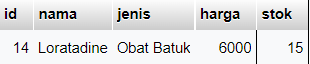 id nama jenis harga stok
14 Loratadine Obat Batuk 6000 15